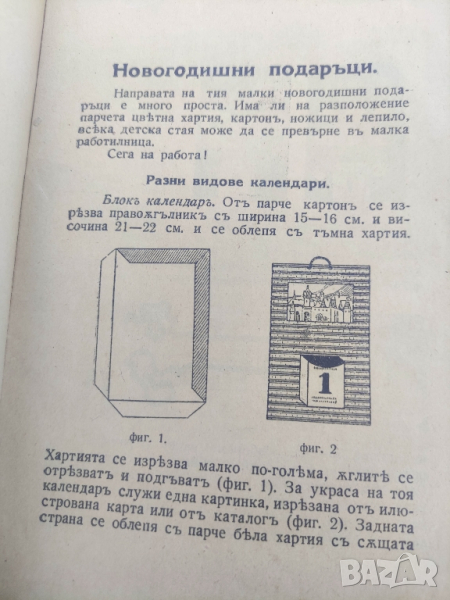 Новогодишни подаръци.
Направата на тия малки новогодишни пода-
ръци е много проста. Има ли на разположение
парчета цвѣтна хартия, картонъ, ножици и лепило,
всѣка детска стая може да се превърне въ малка
работилница.
Сега на работа!
Разни видове календари.
Блокъ календаръ. Отъ парче картонъ се из-
рѣзва правоѫгълникъ съ ширина 15—16 см. и ви-
сочина 21—22 см. и се облепя съ тъмна хартия.
1
фиг. 1.
фиг. 2
Хартията се изрѣзва малко по-голѣма, ѫглитѣ се
отрѣзватъ и подгъватъ (фиг. 1). За украса на тоя
календаръ служи една картинка, изрѣзана отъ илю-
стрована карта или отъ каталогъ (фиг. 2). Задната
страна се облепя съ парче бѣла хартия съ сѫщата
bazar.bg